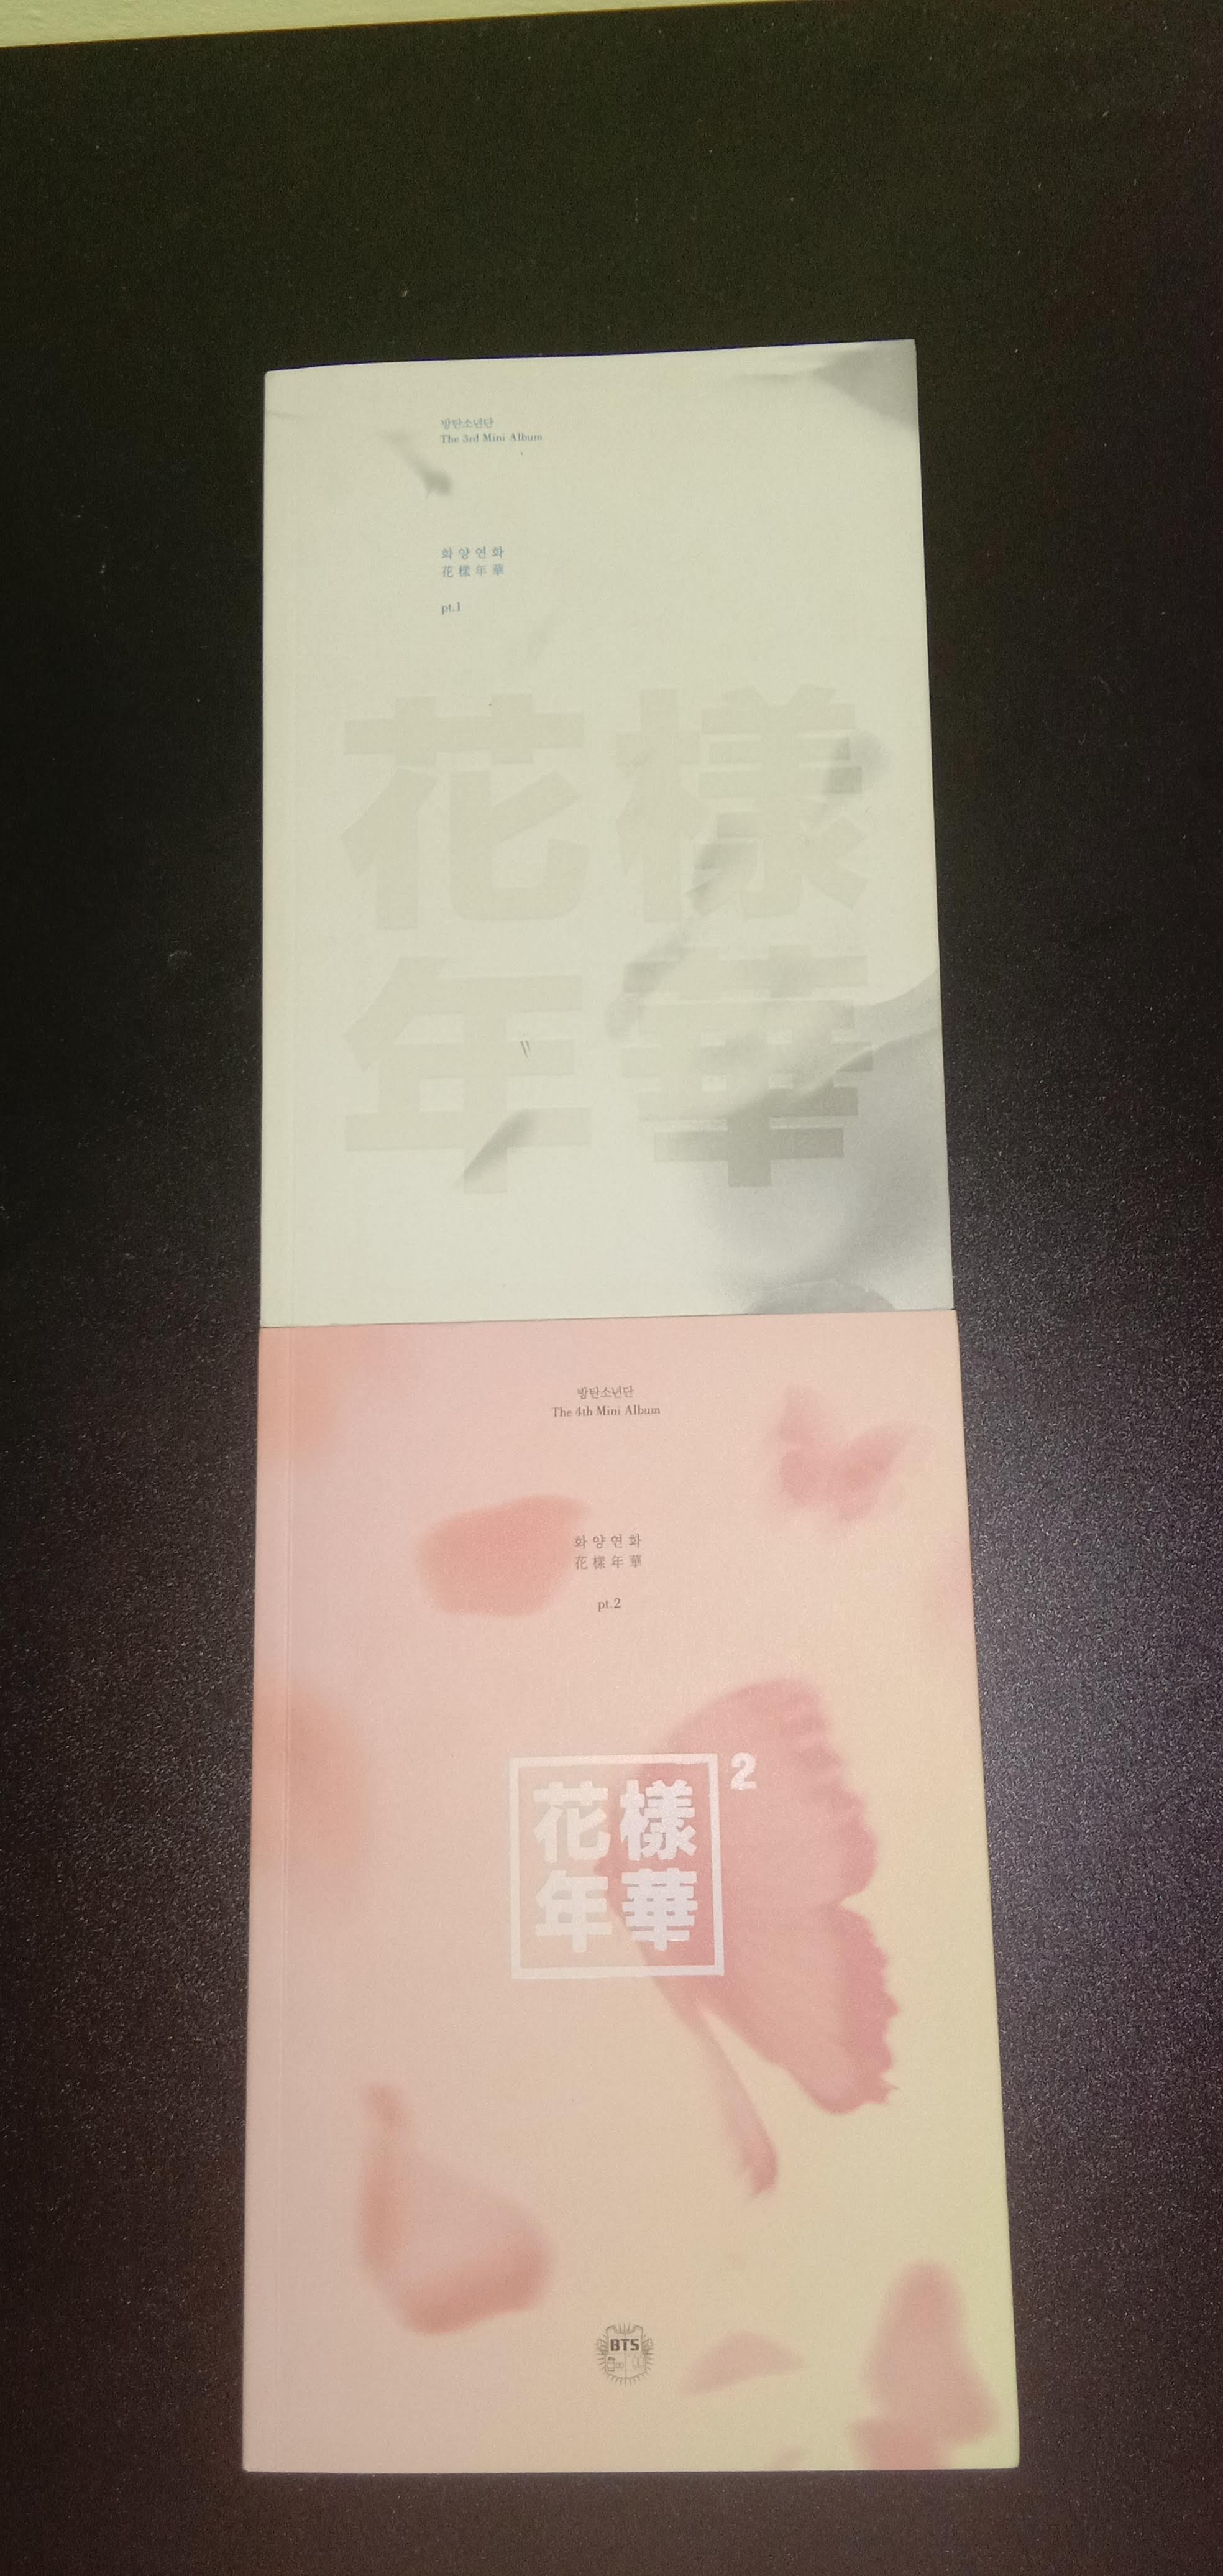 방탄소년단
The 3rd Mini Album
화양연화
花樣年華
pt.1
花樣
年華
방탄소년단
The 4th Mini Album
화양연화
花樣年華
pt.2
花樣2
年華
BTS